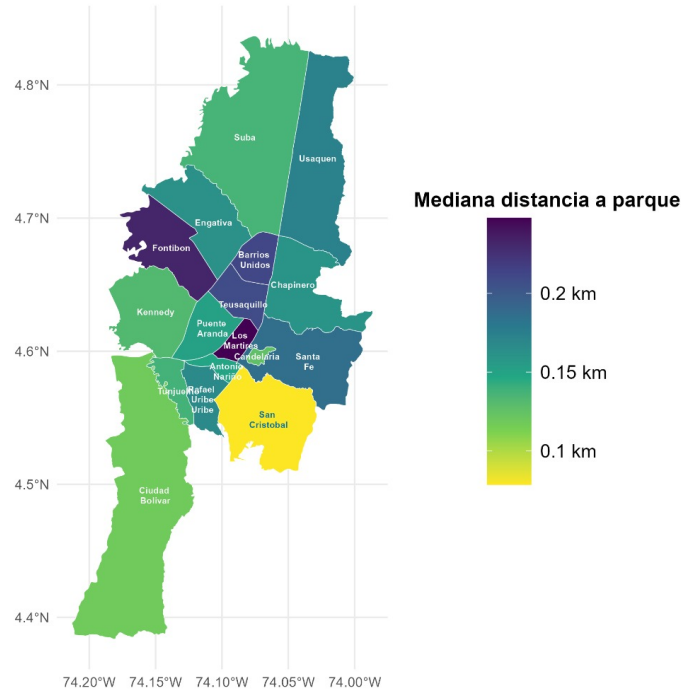 4.8°N
4.7°N
4.6°N
4.5°N
4.4°N
74.20°W 74.15°W 74.10°W 74.05°W 74.00°W
Suba
Usaquen
Engativa
Fontibon
Barrios
Unidos
Chapinero
Teusaquillo
Kennedy
Puente
Aranda
Los
Martires
Candelaria
Santa
Fe
Antonio
Nariño
Tunjuelito
Rafael
Uribe
Uribe
San
Cristobal
Ciudad
Bolivar
Mediana distancia a parque
0.2 km
0.15 km
0.1 km